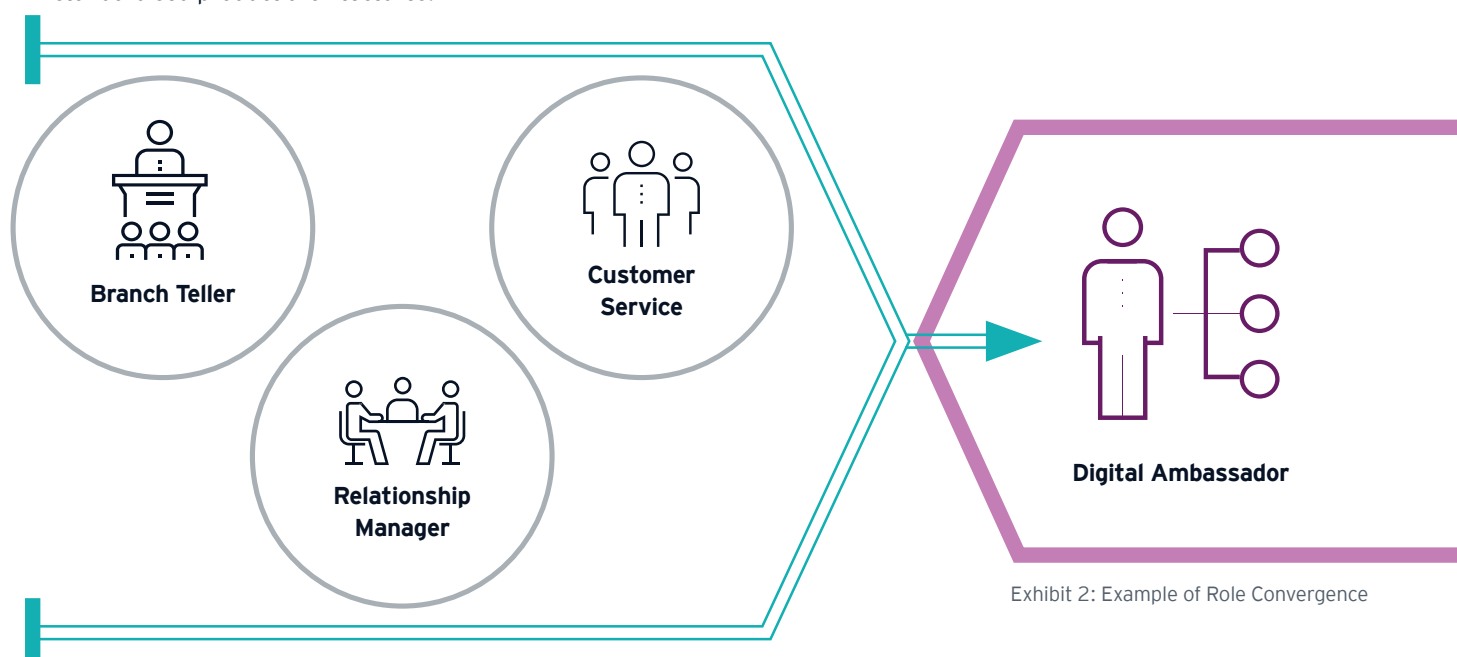 Branch Teller
Customer
Service
Relationship
Manager
Digital Ambassador
Exhibit 2: Example of Role Convergence